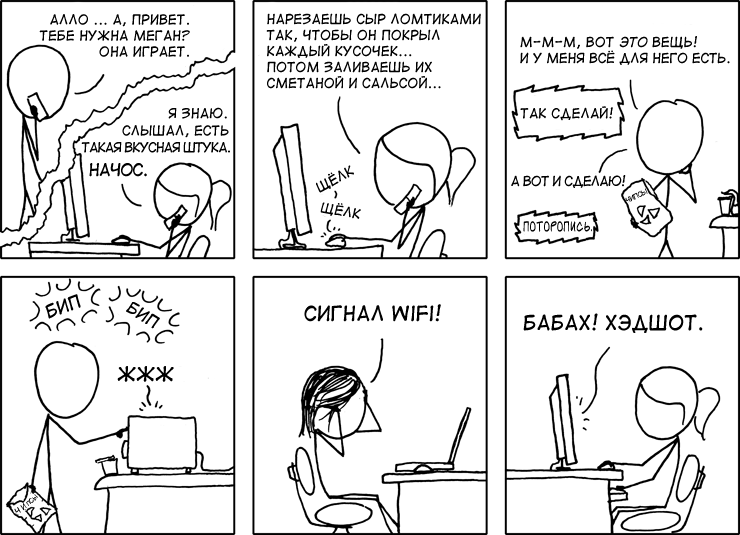 АЛЛО ... А, ПРИВЕТ.
ТЕБЕ НУЖНА МЕГАН?
ОНА ИГРАЕТ.
Я ЗНАЮ.
СЛЫШАЛ, ЕСТЬ
ТАКАЯ ВКУСНАЯ ШТУКА.
НАЧОС.
НАРЕЗАЕШЬ СЫР ЛОМТИКАМИ
ТАК, ЧТОБЫ ОН ПОКРЫЛ
КАЖДЫЙ КУСОЧЕК...
ПОТОМ ЗАЛИВАЕШЬ ИХ
СМЕТАНОЙ И САЛЬСОЙ...
ЩЁЛК
ЩЁЛК
М-М-М, ВОТ ЭТО ВЕЩЬ!
И У МЕНЯ ВСЁ ДЛЯ НЕГО ЕСТЬ.
ТАК СДЕЛАЙ!
А ВОТ И СДЕЛАЮ!
ЧИПСЫ
ПОТОРОПИСЬ.
БИП
БИП
ЖЖЖ
ЧИПСЫ
СИГНАЛ WIFI!
БАБАХ! ХЭДШОТ.